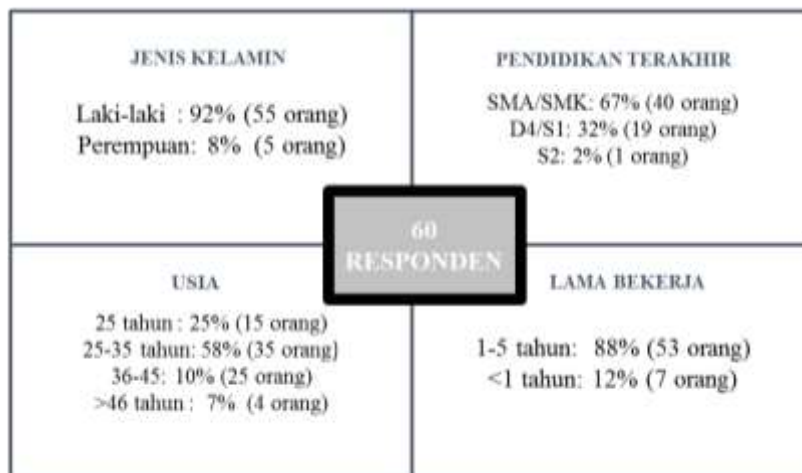 JENIS KELAMIN
Laki-laki : 92% (55 orang)
Perempuan: 8% (5 orang)
PENDIDIKAN TERAKHIR
SMA/SMK: 67% (40 orang)
D4/S1: 32% (19 orang)
S2: 2% (1 orang)
60
RESPONDEN
USIA
25 tahun : 25% (15 orang)
25-35 tahun: 58% (35 orang)
36-45: 10% (25 orang)
>46 tahun : 7% (4 orang)
LAMA BEKERJA
1-5 tahun: 88% (53 orang)
<1 tahun: 12% (7 orang)